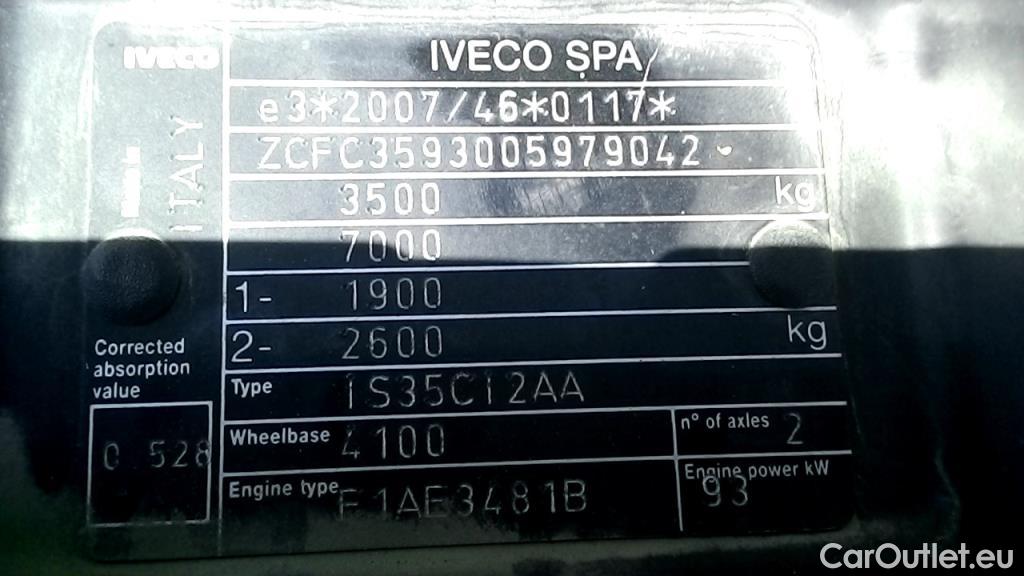 IVECO
IVECO SPA
e3*2007/46*0117*
ZCFC3593005979042
ITALY
3500 kg
7000
1- 1900
2- 2600 kg
Corrected
absorption
value
0 528
Type 1S35C12AA
Wheelbase 4100
n° of axles 2
Engine type F1AE3481B
Engine power kW
93
CarOutlet.eu